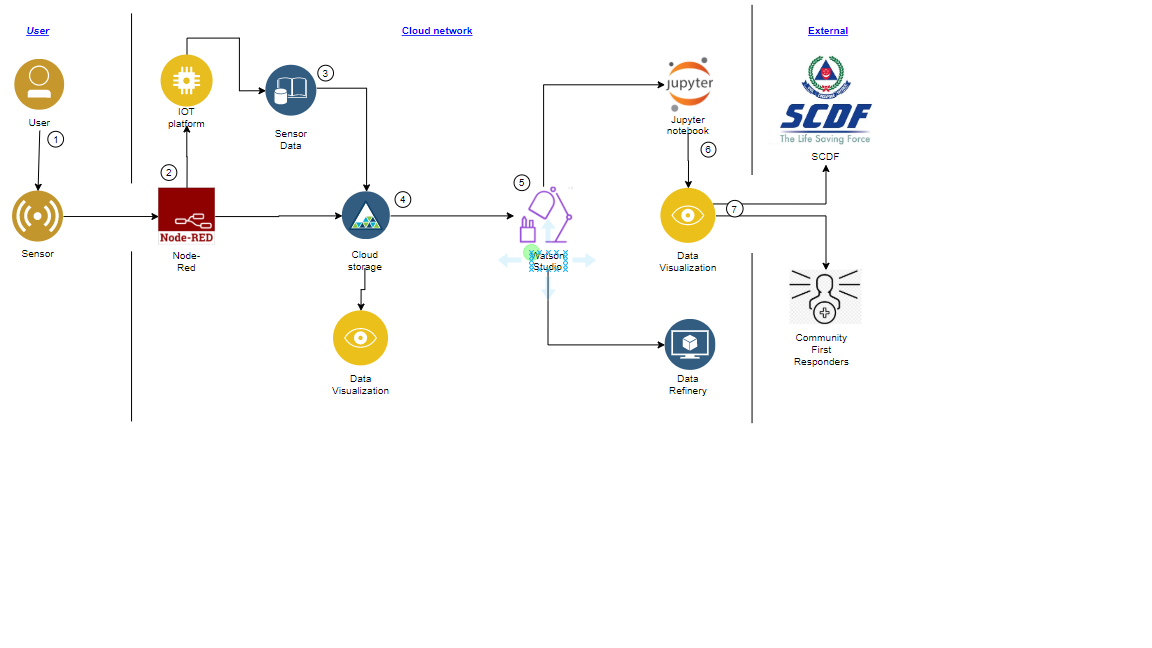 User
Cloud network
External
User
1
Sensor
2
IOT
platform
Node-RED
Node-
Red
3
Sensor
Data
4
Cloud
storage
Data
Visualization
5
Watson
Studio
jupyter
Jupyter
notebook
6
Data
Visualization
7
Data
Refinery
SCDF
The Life Saving Force
SCDF
Community
First
Responders